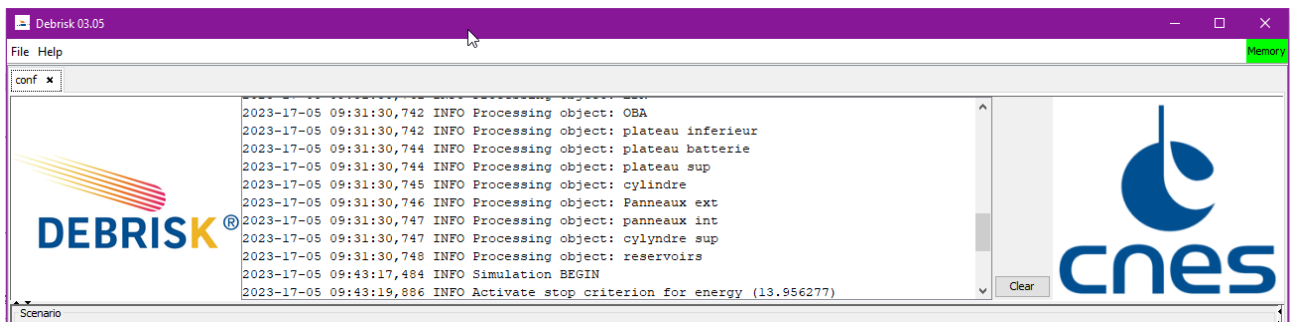 Debrisk 03.05
File Help
Memory
conf
2023-17-05 09:31:30,742 INFO Processing object: OBA
2023-17-05 09:31:30,742 INFO Processing object: plateau inferieur
2023-17-05 09:31:30,744 INFO Processing object: plateau batterie
2023-17-05 09:31:30,744 INFO Processing object: plateau sup
2023-17-05 09:31:30,745 INFO Processing object: cylindre
2023-17-05 09:31:30,746 INFO Processing object: Panneaux ext
2023-17-05 09:31:30,747 INFO Processing object: panneaux int
2023-17-05 09:31:30,747 INFO Processing object: cylyndre sup
2023-17-05 09:31:30,748 INFO Processing object: reservoirs
2023-17-05 09:43:17,484 INFO Simulation BEGIN
2023-17-05 09:43:19,886 INFO Activate stop criterion for energy (13.956277)
DEBRISK®
Clear
cnes
Scenario